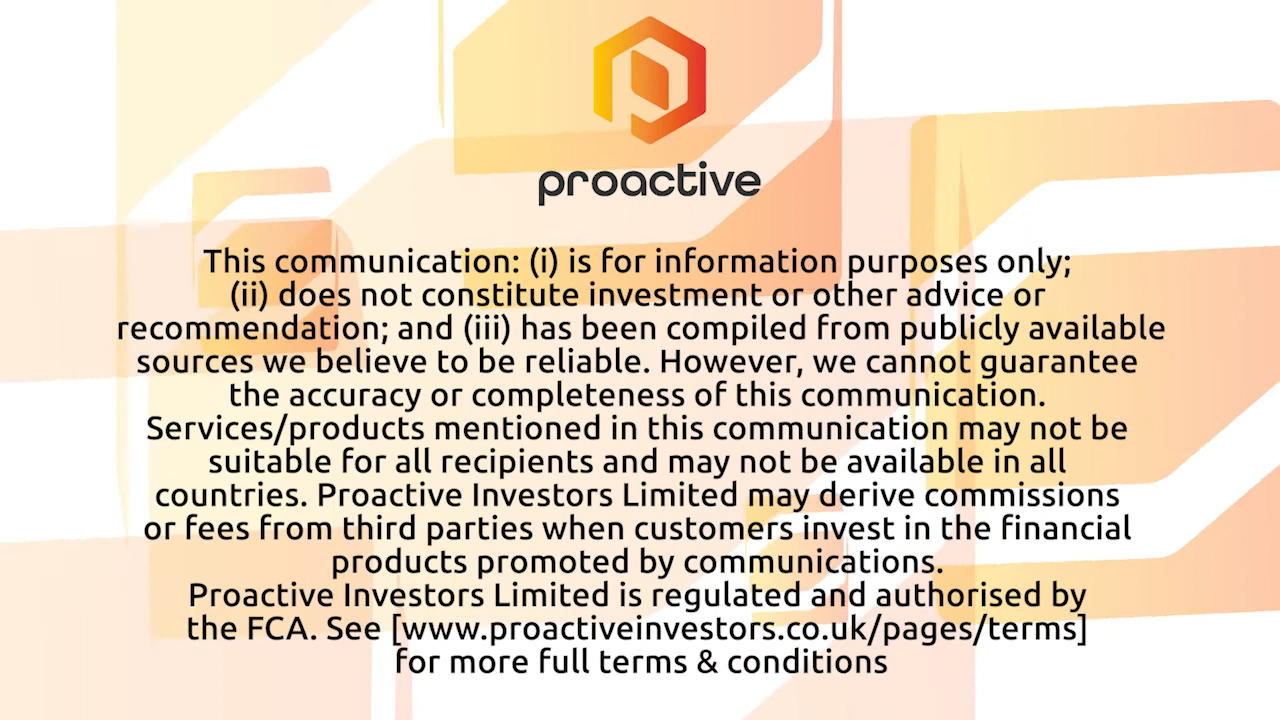 proactive
This communication: (i) is for information purposes only;
(ii) does not constitute investment or other advice or
recommendation; and (iii) has been compiled from publicly available
sources we believe to be reliable. However, we cannot guarantee
the accuracy or completeness of this communication.
Services/products mentioned in this communication may not be
suitable for all recipients and may not be available in all
countries. Proactive Investors Limited may derive commissions
or fees from third parties when customers invest in the financial
products promoted by communications.
Proactive Investors Limited is regulated and authorised by
the FCA. See [www.proactiveinvestors.co.uk/pages/terms]
for more full terms & conditions